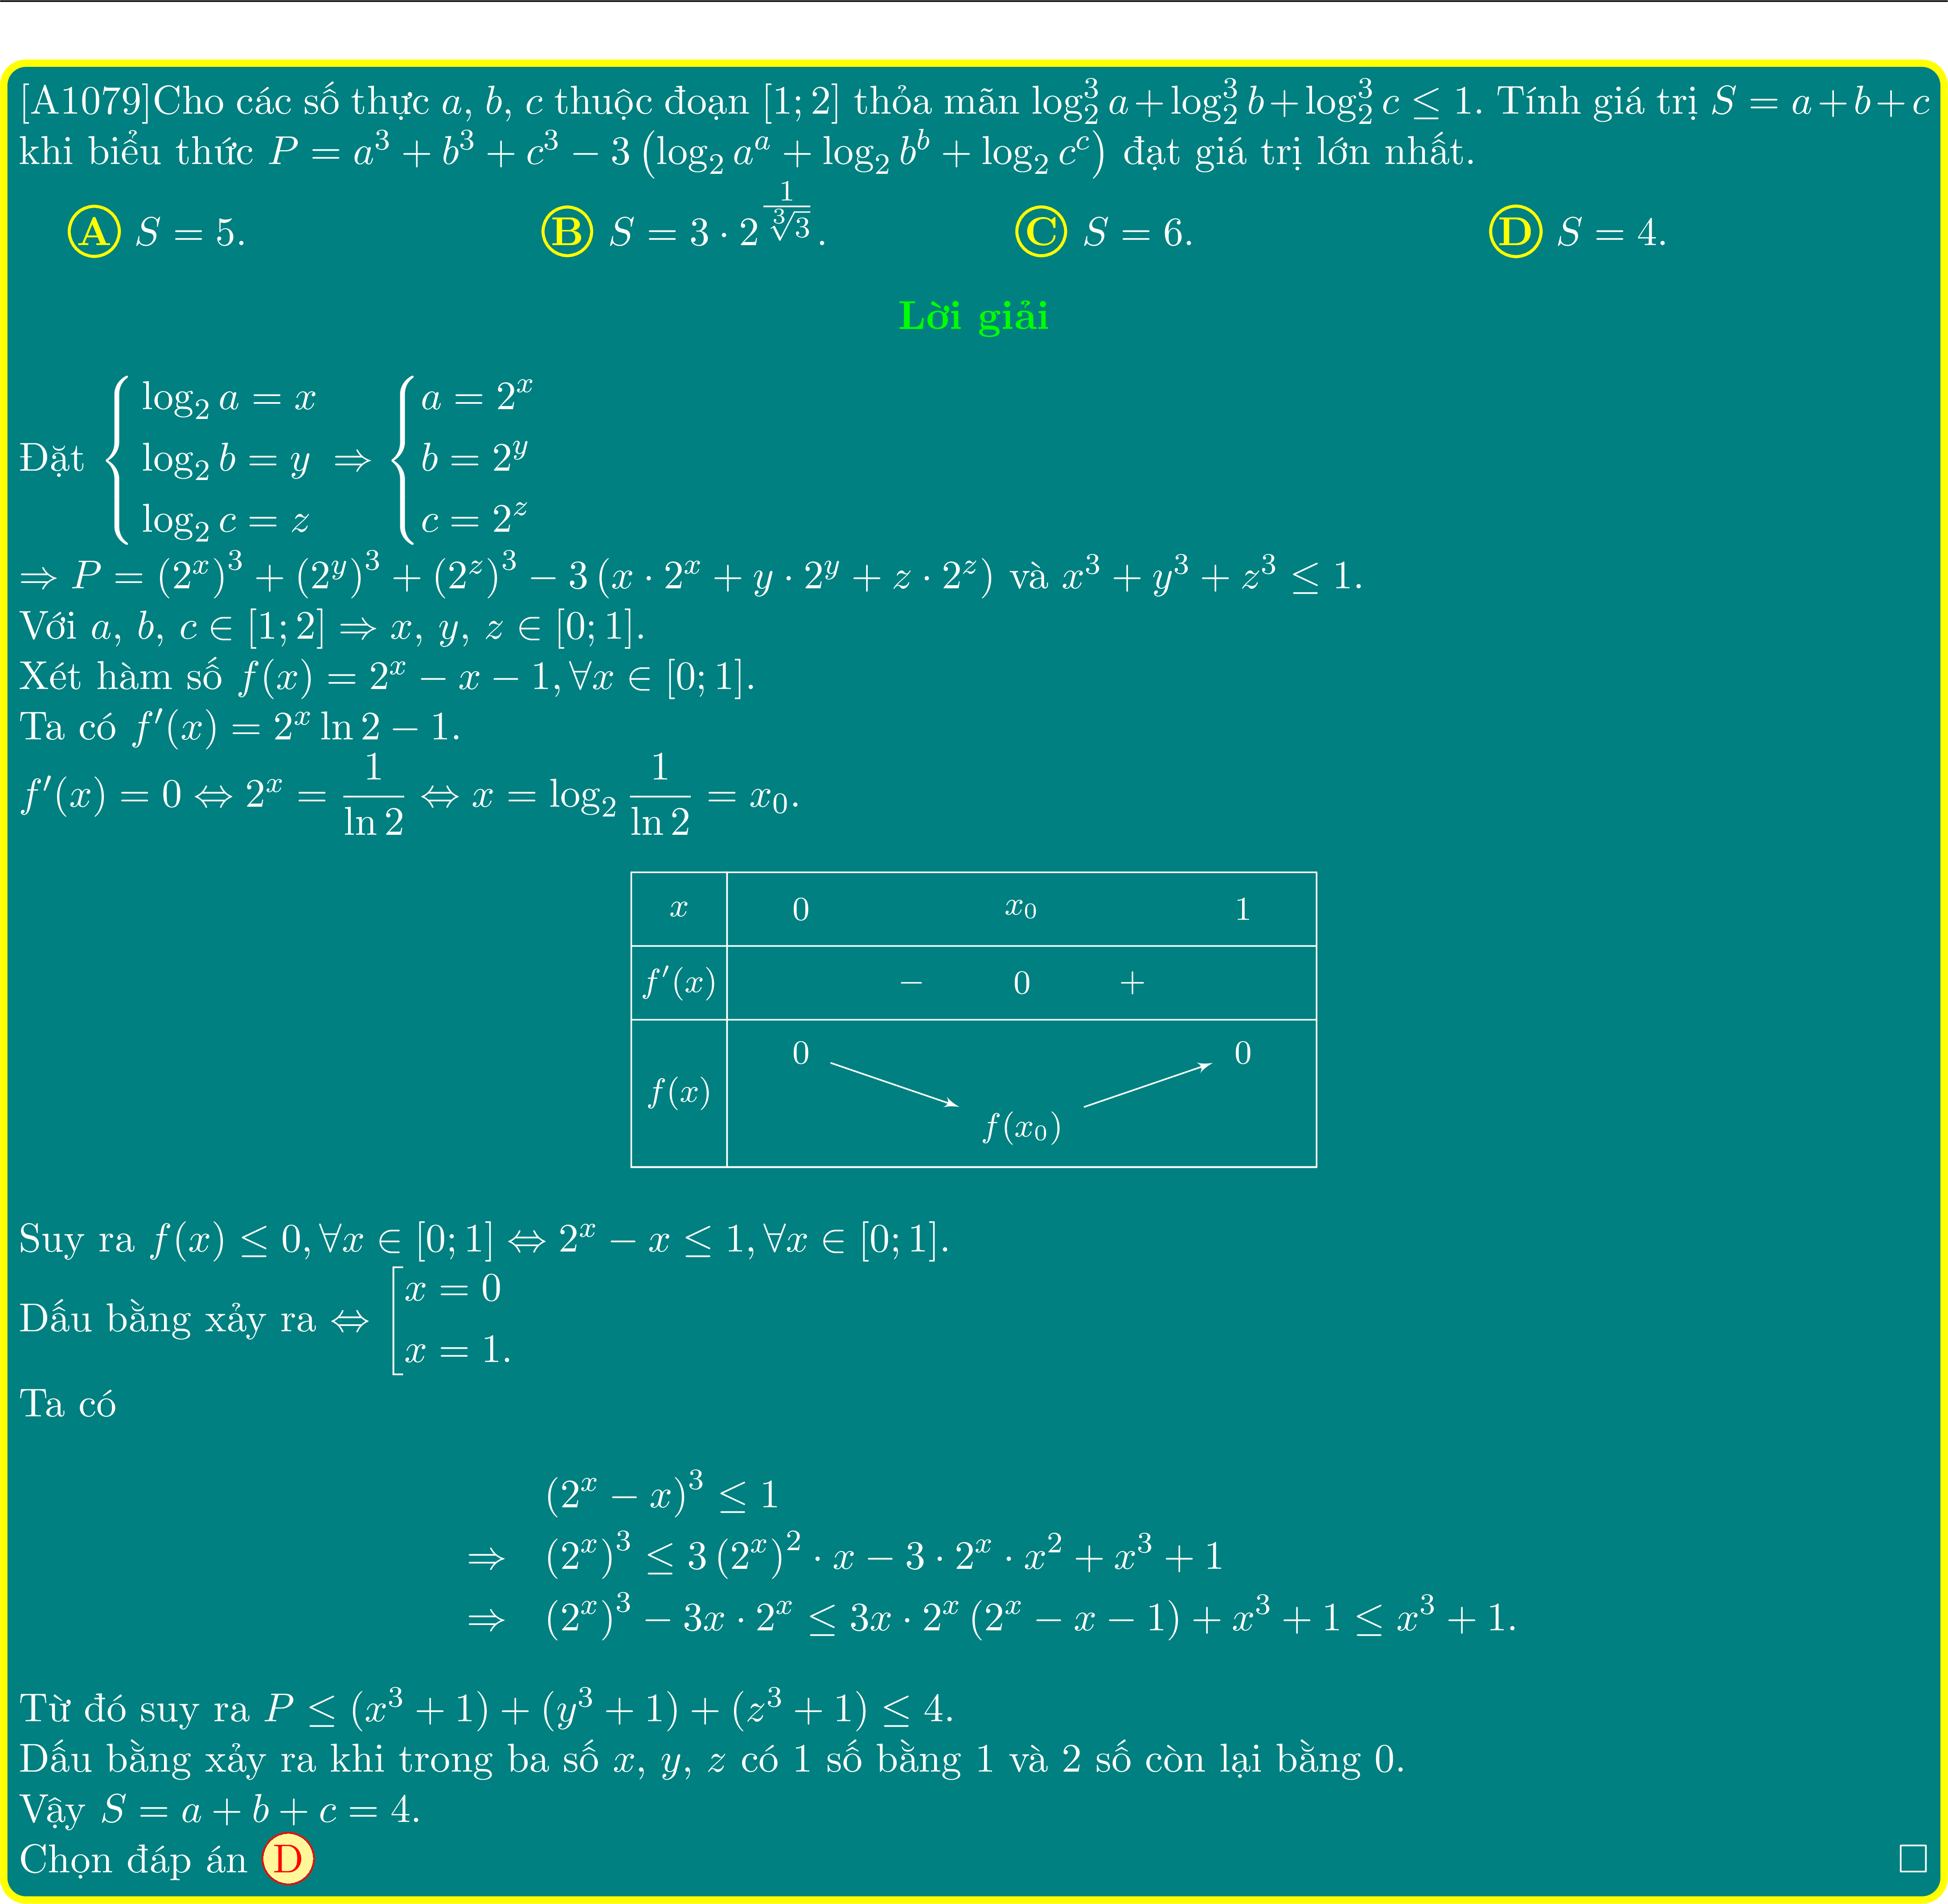 [A1079]Cho các số thực $a$, $b$, $c$ thuộc đoạn $[1;2]$ thỏa mãn $\log_2^3 a + \log_2^3 b + \log_2^3 c \leq 1$. Tính giá trị $S = a + b + c$
khi biểu thức $P = a^3 + b^3 + c^3 - 3\left(\log_2 a^a + \log_2 b^b + \log_2 c^c\right)$ đạt giá trị lớn nhất.
(A) $S = 5$. (B) $S = 3 \cdot 2^{\frac{1}{\sqrt[3]{3}}}$. (C) $S = 6$. (D) $S = 4$.
Lời giải
Đặt $\begin{cases} \log_2 a = x \\ \log_2 b = y \\ \log_2 c = z \end{cases} \Rightarrow \begin{cases} a = 2^x \\ b = 2^y \\ c = 2^z \end{cases}$
$\Rightarrow P = (2^x)^3 + (2^y)^3 + (2^z)^3 - 3(x \cdot 2^x + y \cdot 2^y + z \cdot 2^z)$ và $x^3 + y^3 + z^3 \leq 1$.
Với $a$, $b$, $c \in [1;2] \Rightarrow x$, $y$, $z \in [0;1]$.
Xét hàm số $f(x) = 2^x - x - 1, \forall x \in [0;1]$.
Ta có $f'(x) = 2^x \ln 2 - 1$.
$f'(x) = 0 \Leftrightarrow 2^x = \frac{1}{\ln 2} \Leftrightarrow x = \log_2 \frac{1}{\ln 2} = x_0$.
$x$ 0 $x_0$ 1
$f'(x)$ − 0 +
$f(x)$ 0 $f(x_0)$ 0
Suy ra $f(x) \leq 0, \forall x \in [0;1] \Leftrightarrow 2^x - x \leq 1, \forall x \in [0;1]$.
Dấu bằng xảy ra $\Leftrightarrow \left[\begin{array}{l} x = 0 \\ x = 1. \end{array}\right.$
Ta có
$(2^x - x)^3 \leq 1$
$\Rightarrow (2^x)^3 \leq 3(2^x)^2 \cdot x - 3 \cdot 2^x \cdot x^2 + x^3 + 1$
$\Rightarrow (2^x)^3 - 3x \cdot 2^x \leq 3x \cdot 2^x (2^x - x - 1) + x^3 + 1 \leq x^3 + 1.$
Từ đó suy ra $P \leq (x^3 + 1) + (y^3 + 1) + (z^3 + 1) \leq 4$.
Dấu bằng xảy ra khi trong ba số $x$, $y$, $z$ có 1 số bằng 1 và 2 số còn lại bằng 0.
Vậy $S = a + b + c = 4$.
Chọn đáp án (D) □